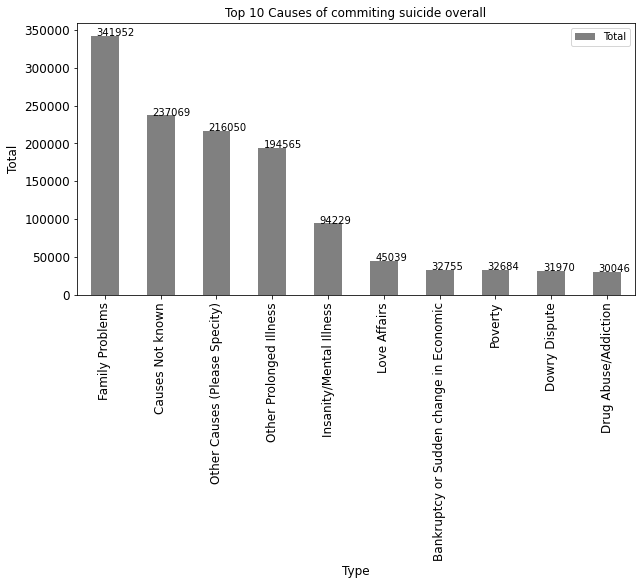 Top 10 Causes of commiting suicide overall
Total
350000
300000
250000
200000
150000
100000
50000
0
Total
341952
237069
216050
194565
94229
45039
32755
32684
31970
30046
Family Problems
Causes Not known
Other Causes (Please Specity)
Other Prolonged Illness
Insanity/Mental Illness
Love Affairs
Bankruptcy or Sudden change in Economic
Poverty
Dowry Dispute
Drug Abuse/Addiction
Type